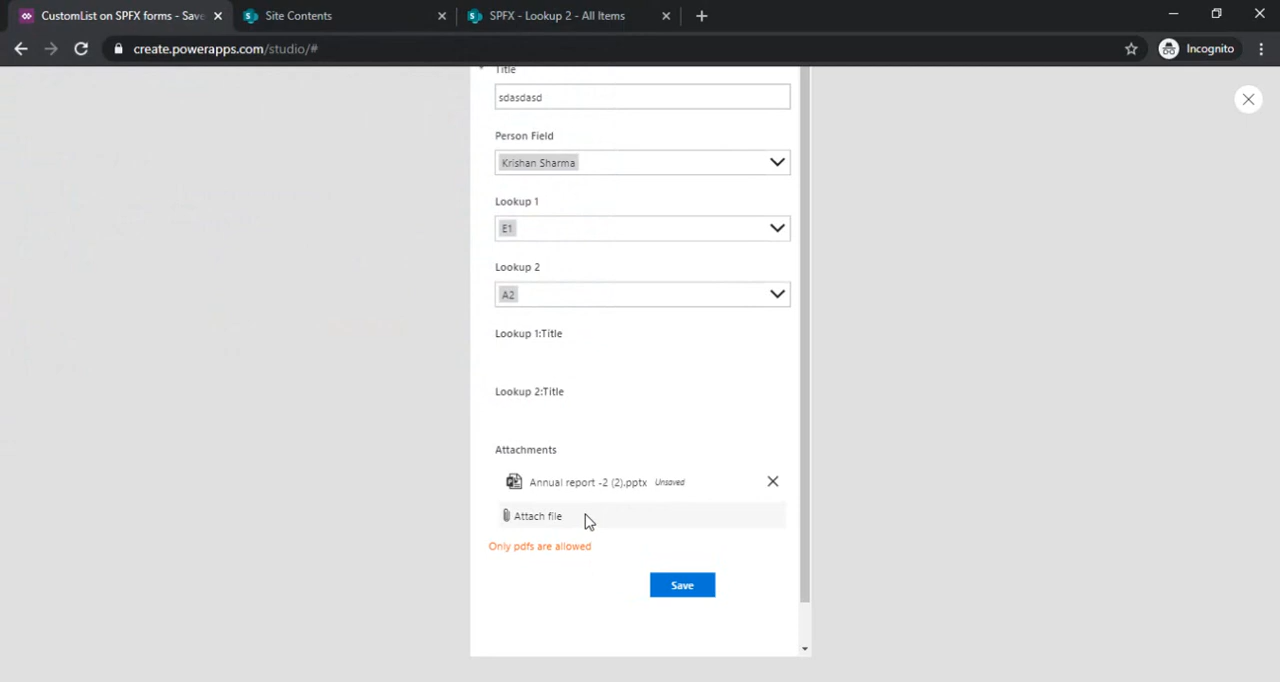 CustomList on SPFX forms - Save
Site Contents
SPFX - Lookup 2 - All Items
create.powerapps.com/studio/#
Incognito
* Title
sdasdasd
Person Field
Krishan Sharma
Lookup 1
E1
Lookup 2
A2
Lookup 1:Title
Lookup 2:Title
Attachments
Annual report -2 (2).pptx Unsaved
Attach file
Only pdfs are allowed
Save